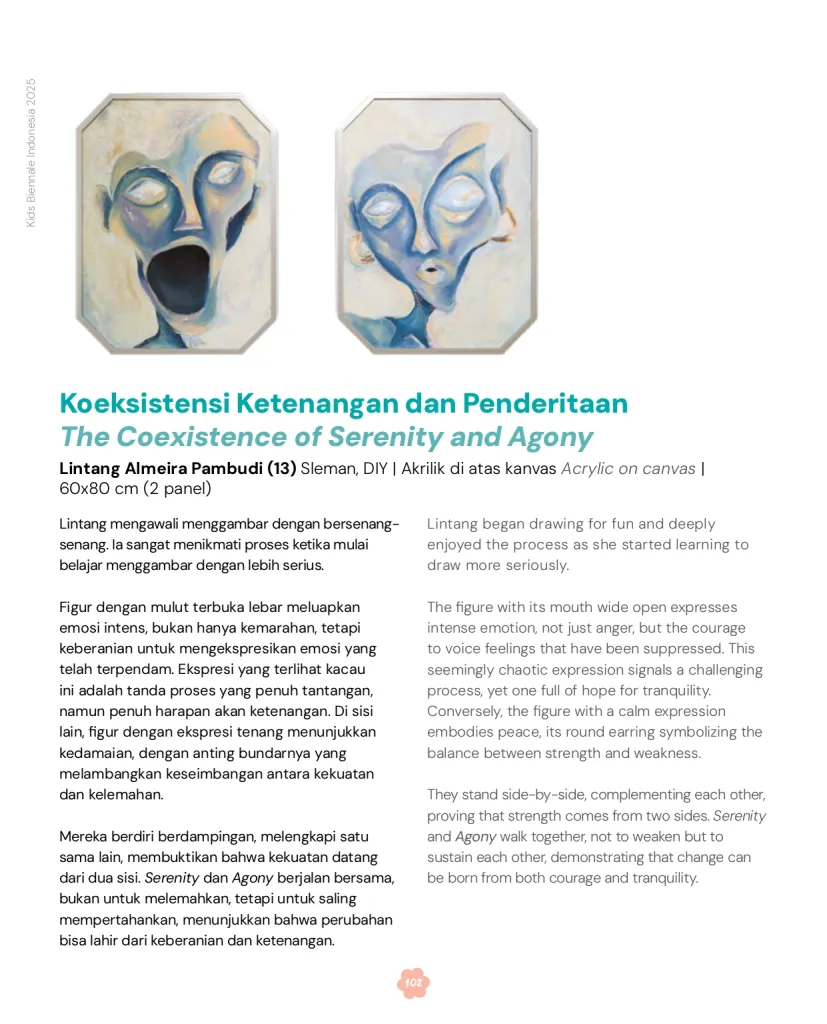 Kids Biennale Indonesia 2025
Koeksistensi Ketenangan dan Penderitaan
The Coexistence of Serenity and Agony
Lintang Almeira Pambudi (13) Sleman, DIY | Akrilik di atas kanvas Acrylic on canvas |
60x80 cm (2 panel)
Lintang mengawali menggambar dengan bersenang-
senang. Ia sangat menikmati proses ketika mulai
belajar menggambar dengan lebih serius.
Figur dengan mulut terbuka lebar meluapkan
emosi intens, bukan hanya kemarahan, tetapi
keberanian untuk mengekspresikan emosi yang
telah terpendam. Ekspresi yang terlihat kacau
ini adalah tanda proses yang penuh tantangan,
namun penuh harapan akan ketenangan. Di sisi
lain, figur dengan ekspresi tenang menunjukkan
kedamaian, dengan anting bundarnya yang
melambangkan keseimbangan antara kekuatan
dan kelemahan.
Mereka berdiri berdampingan, melengkapi satu
sama lain, membuktikan bahwa kekuatan datang
dari dua sisi. Serenity dan Agony berjalan bersama,
bukan untuk melemahkan, tetapi untuk saling
mempertahankan, menunjukkan bahwa perubahan
bisa lahir dari keberanian dan ketenangan.
Lintang began drawing for fun and deeply
enjoyed the process as she started learning to
draw more seriously.
The figure with its mouth wide open expresses
intense emotion, not just anger, but the courage
to voice feelings that have been suppressed. This
seemingly chaotic expression signals a challenging
process, yet one full of hope for tranquility.
Conversely, the figure with a calm expression
embodies peace, its round earring symbolizing the
balance between strength and weakness.
They stand side-by-side, complementing each other,
proving that strength comes from two sides. Serenity
and Agony walk together, not to weaken but to
sustain each other, demonstrating that change can
be born from both courage and tranquility.
102